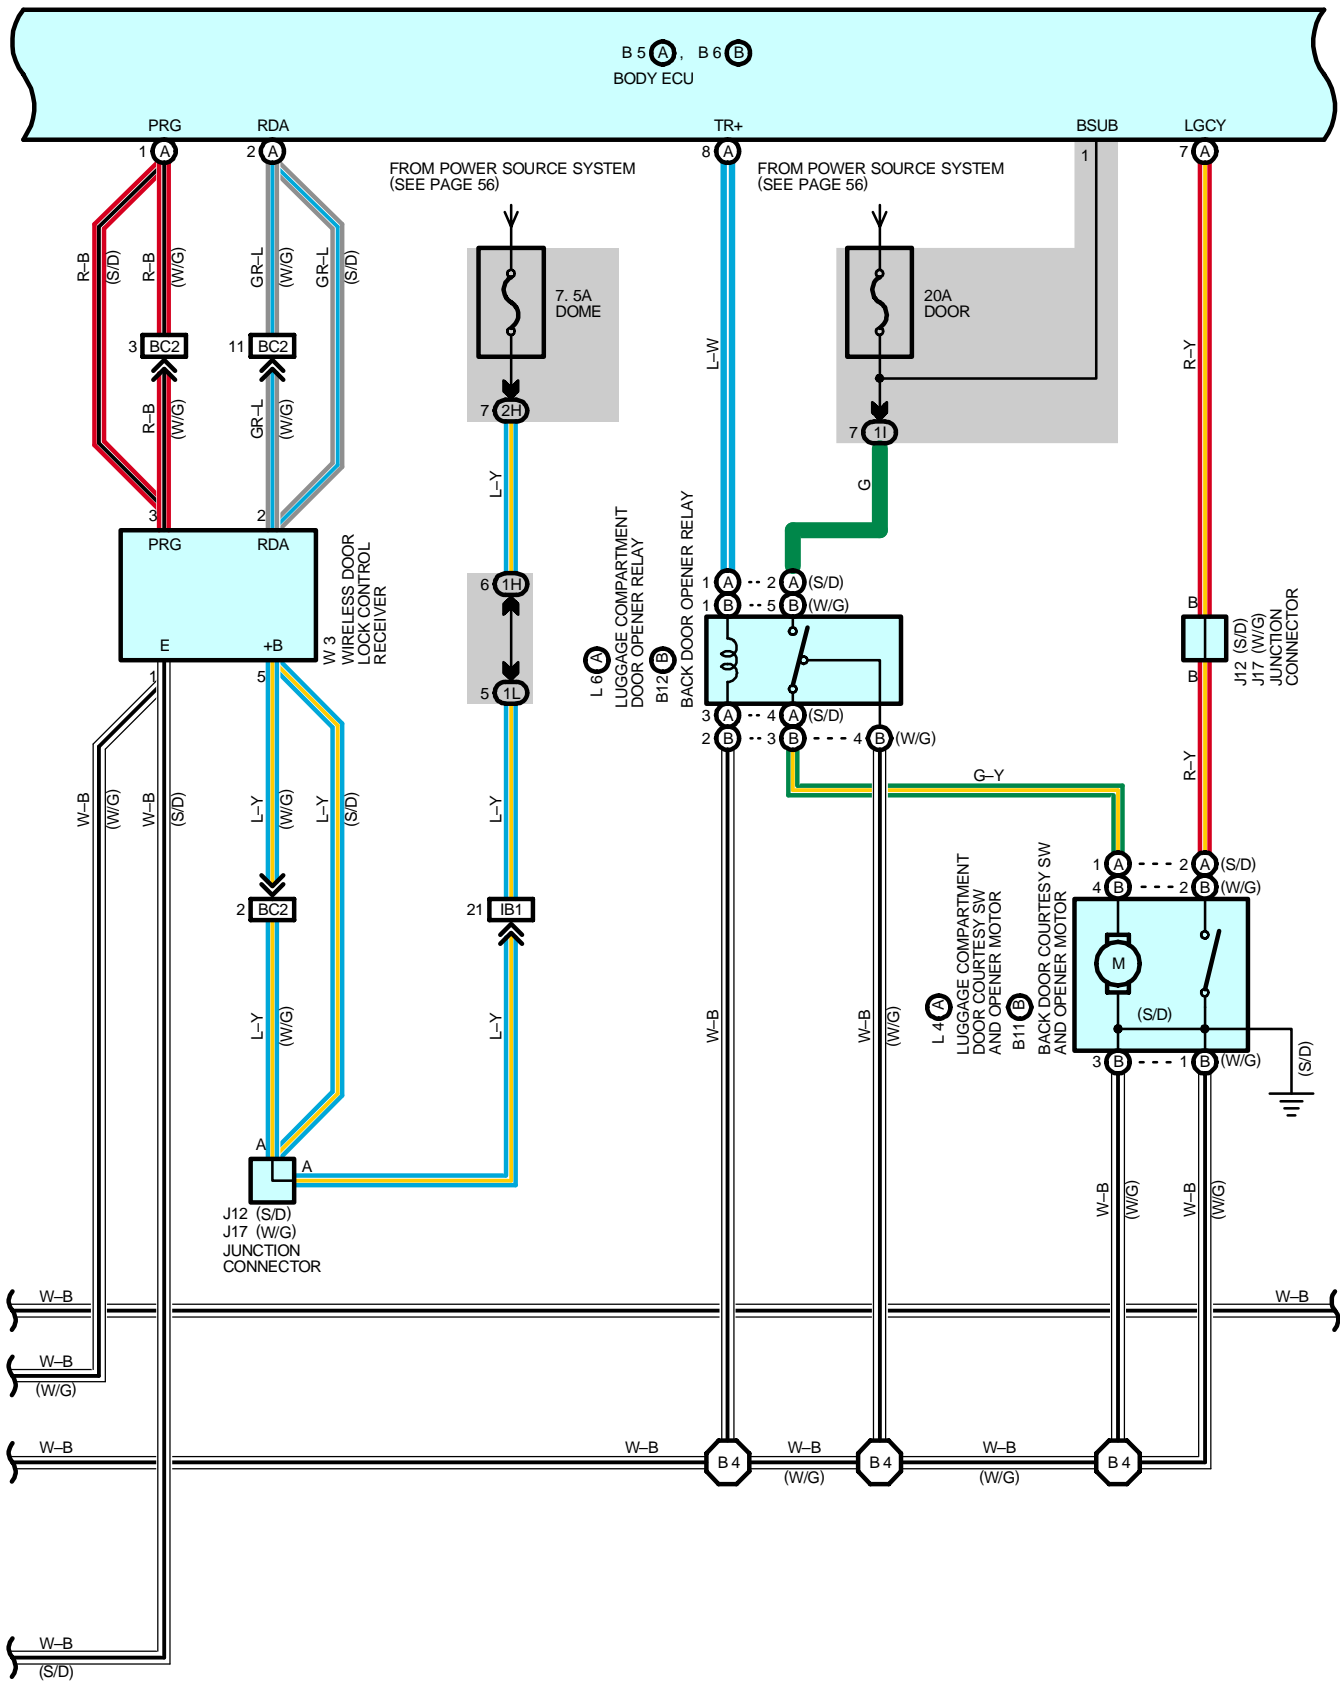 B 5 A , B 6 B
BODY ECU
PRG
RDA
TR+
BSUB
LGCY
1 A
2 A
8 A
1
7 A
FROM POWER SOURCE SYSTEM
(SEE PAGE 56)
FROM POWER SOURCE SYSTEM
(SEE PAGE 56)
R–B
(S/D)
R–B
(W/G)
GR–L
(W/G)
GR–L
(S/D)
7. 5A
DOME
20A
DOOR
3 BC2
11 BC2
L–W
R–Y
R–B
(W/G)
GR–L
(W/G)
7 2H
7 1I
L–Y
G
3
2
PRG
RDA
E
+B
W 3
WIRELESS DOOR
LOCK CONTROL
RECEIVER
6 1H
5 1L
L 6 A
LUGGAGE COMPARTMENT
DOOR OPENER RELAY
B12 B
BACK DOOR OPENER RELAY
1 A 2 A (S/D)
1 B 5 B (W/G)
3 A 4 A (S/D)
2 B 3 B 4 B (W/G)
B
B
J12 (S/D)
J17 (W/G)
JUNCTION
CONNECTOR
1
5
W–B
(W/G)
W–B
(S/D)
L–Y
(W/G)
L–Y
(S/D)
L–Y
G–Y
R–Y
1 A 2 A (S/D)
4 B 2 B (W/G)
2 BC2
21 IB1
L 4 A
LUGGAGE COMPARTMENT
DOOR COURTESY SW
AND OPENER MOTOR
B11 B
BACK DOOR COURTESY SW
AND OPENER MOTOR
M
(S/D)
3 B 1 B (W/G)
(S/D)
L–Y
(W/G)
L–Y
W–B
W–B
(W/G)
A
A
J12 (S/D)
J17 (W/G)
JUNCTION
CONNECTOR
W–B
(W/G)
W–B
(W/G)
W–B
W–B
W–B
(W/G)
W–B
W–B
W–B
(W/G)
W–B
(W/G)
B 4
B 4
B 4
W–B
(S/D)